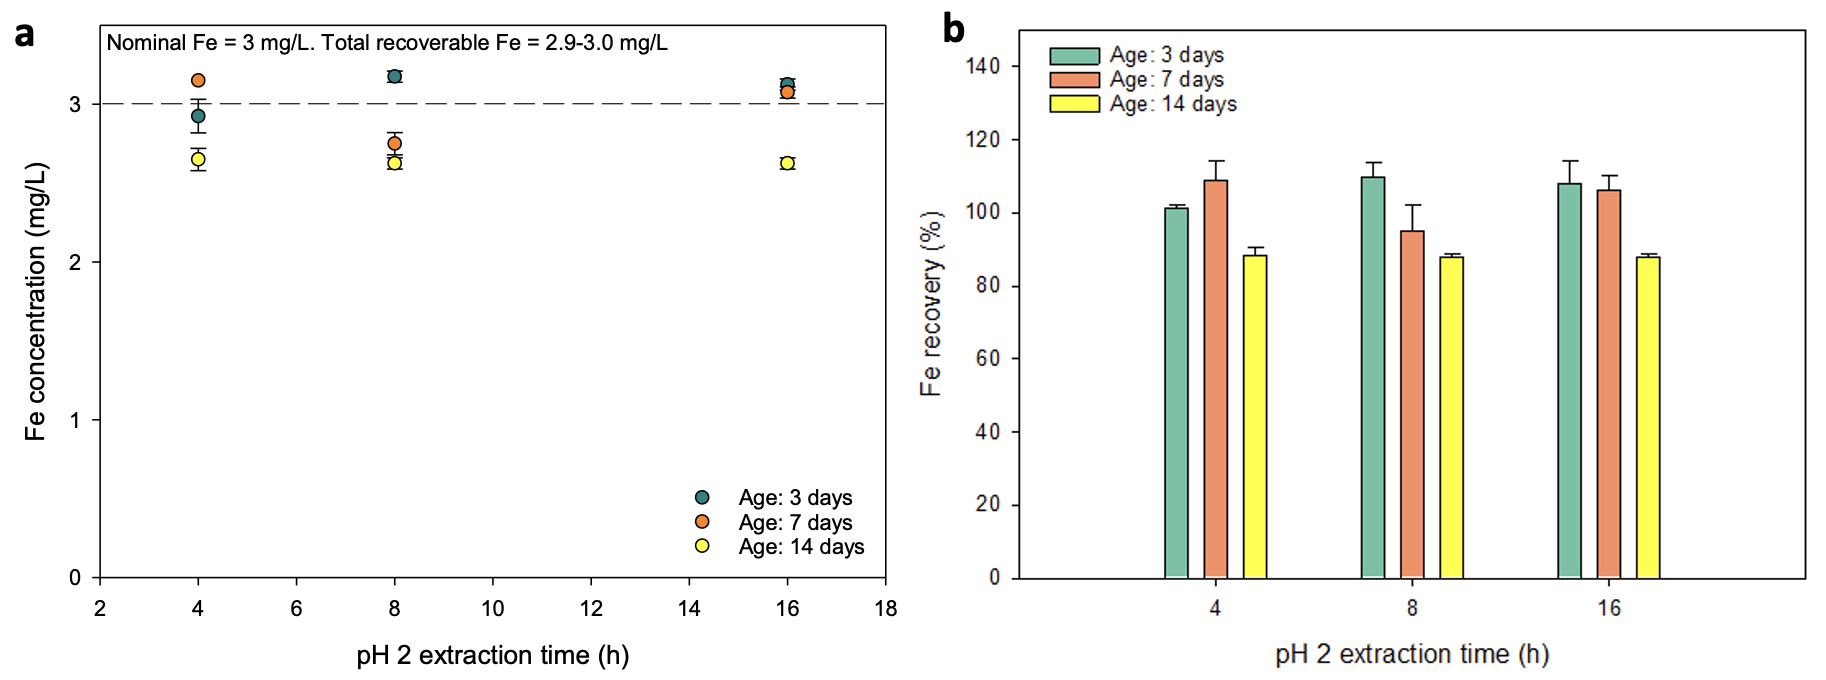 a
Nominal Fe = 3 mg/L. Total recoverable Fe = 2.9-3.0 mg/L
Fe concentration (mg/L)
3
2
1
0
2 4 6 8 10 12 14 16 18
pH 2 extraction time (h)
Age: 3 days
Age: 7 days
Age: 14 days
b
Age: 3 days
Age: 7 days
Age: 14 days
Fe recovery (%)
140
120
100
80
60
40
20
0
4 8 16
pH 2 extraction time (h)